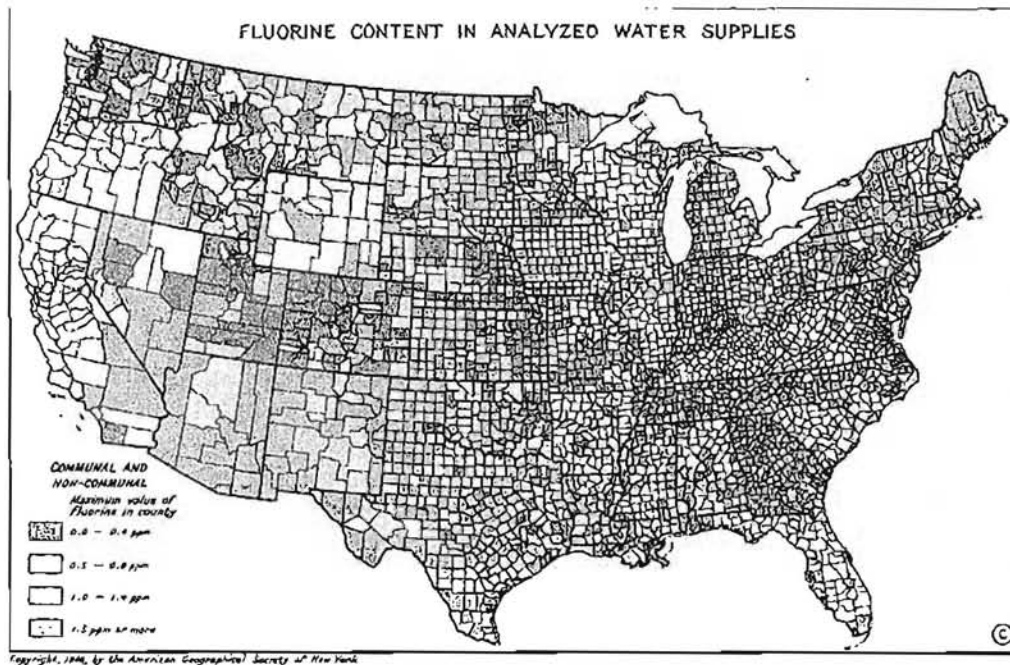 FLUORINE CONTENT IN ANALYZED WATER SUPPLIES
COMMUNAL AND
NON-COMMUNAL
Maximum value of
Fluorine in county
0.0 - 0.4 ppm
0.5 - 0.9 ppm
1.0 - 1.4 ppm
1.5 ppm or more
©
Copyright, by the American Geographical Society of New York